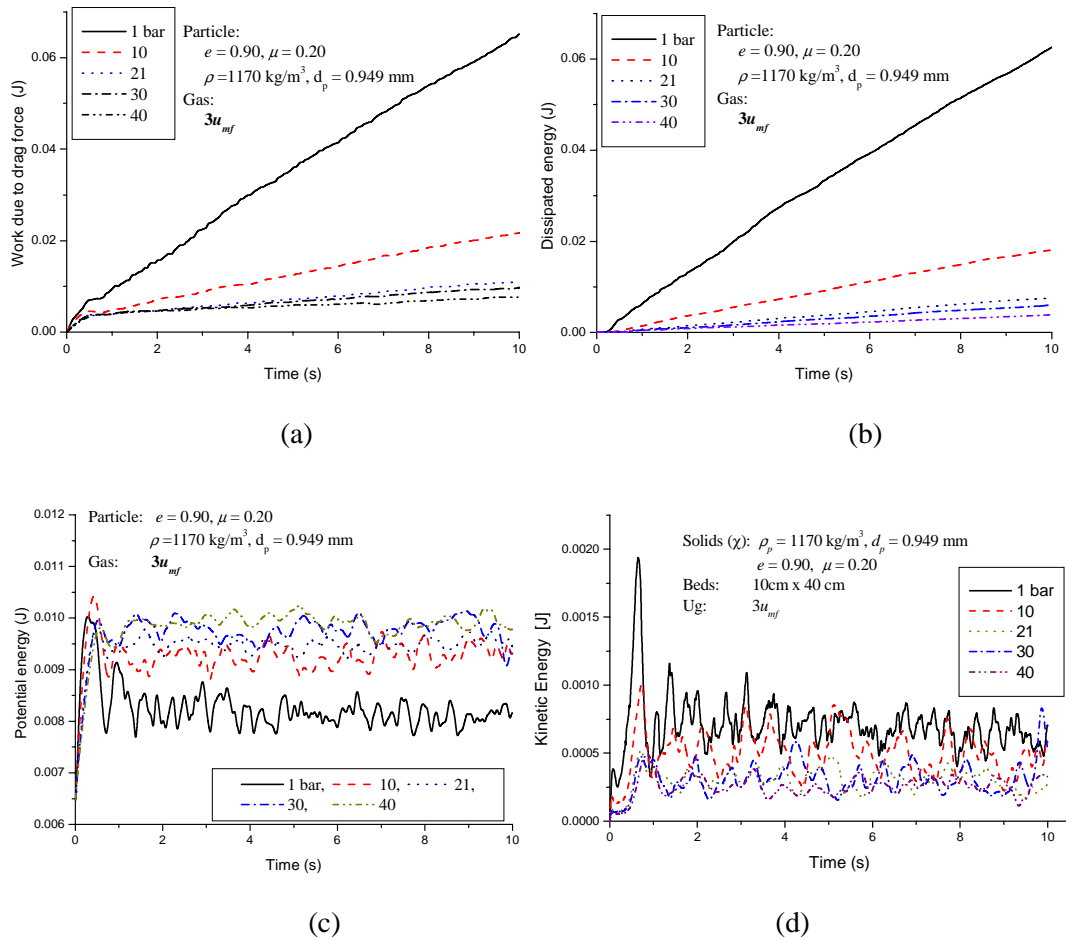 1 bar
10
21
30
40
Particle:
e = 0.90, μ = 0.20
ρ =1170 kg/m³, dₚ = 0.949 mm
Gas:
3u_mf
Work due to drag force (J)
0.06
0.04
0.02
0.00
0 2 4 6 8 10
Time (s)
(a)
1 bar
10
21
30
40
Particle:
e = 0.90, μ = 0.20
ρ =1170 kg/m³, dₚ = 0.949 mm
Gas:
3u_mf
Dissipated energy (J)
0.06
0.04
0.02
0.00
0 2 4 6 8 10
Time (s)
(b)
Particle: e = 0.90, μ = 0.20
ρ =1170 kg/m³, dₚ = 0.949 mm
Gas: 3u_mf
Potential energy (J)
0.012
0.011
0.010
0.009
0.008
0.007
0.006
1 bar, 10, 21,
30, 40
0 2 4 6 8 10
Time (s)
(c)
Solids (χ): ρₚ = 1170 kg/m³, dₚ = 0.949 mm
e = 0.90, μ = 0.20
Beds: 10cm x 40 cm
Ug: 3u_mf
1 bar
10
21
30
40
Kinetic Energy [J]
0.0020
0.0015
0.0010
0.0005
0.0000
0 2 4 6 8 10
Time (s)
(d)